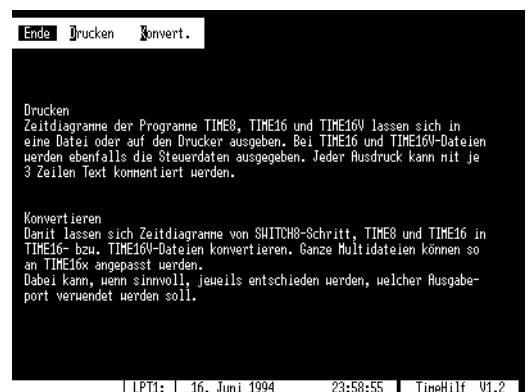 Ende Drucken Konvert.
Drucken
Zeitdiagramme der Programme TIME8, TIME16 und TIME16V lassen sich in
eine Datei oder auf den Drucker ausgeben. Bei TIME16 und TIME16V-Dateien
werden ebenfalls die Steuerdaten ausgegeben. Jeder Ausdruck kann mit je
3 Zeilen Text kommentiert werden.
Konvertieren
Damit lassen sich Zeitdiagramme von SWITCH8-Schritt, TIME8 und TIME16 in
TIME16- bzw. TIME16V-Dateien konvertieren. Ganze Multidateien können so
an TIME16x angepasst werden.
Dabei kann, wenn sinnvoll, jeweils entschieden werden, welcher Ausgabe-
port verwendet werden soll.
LPT1: 16. Juni 1994 23:58:55 TimeHilf V1.2